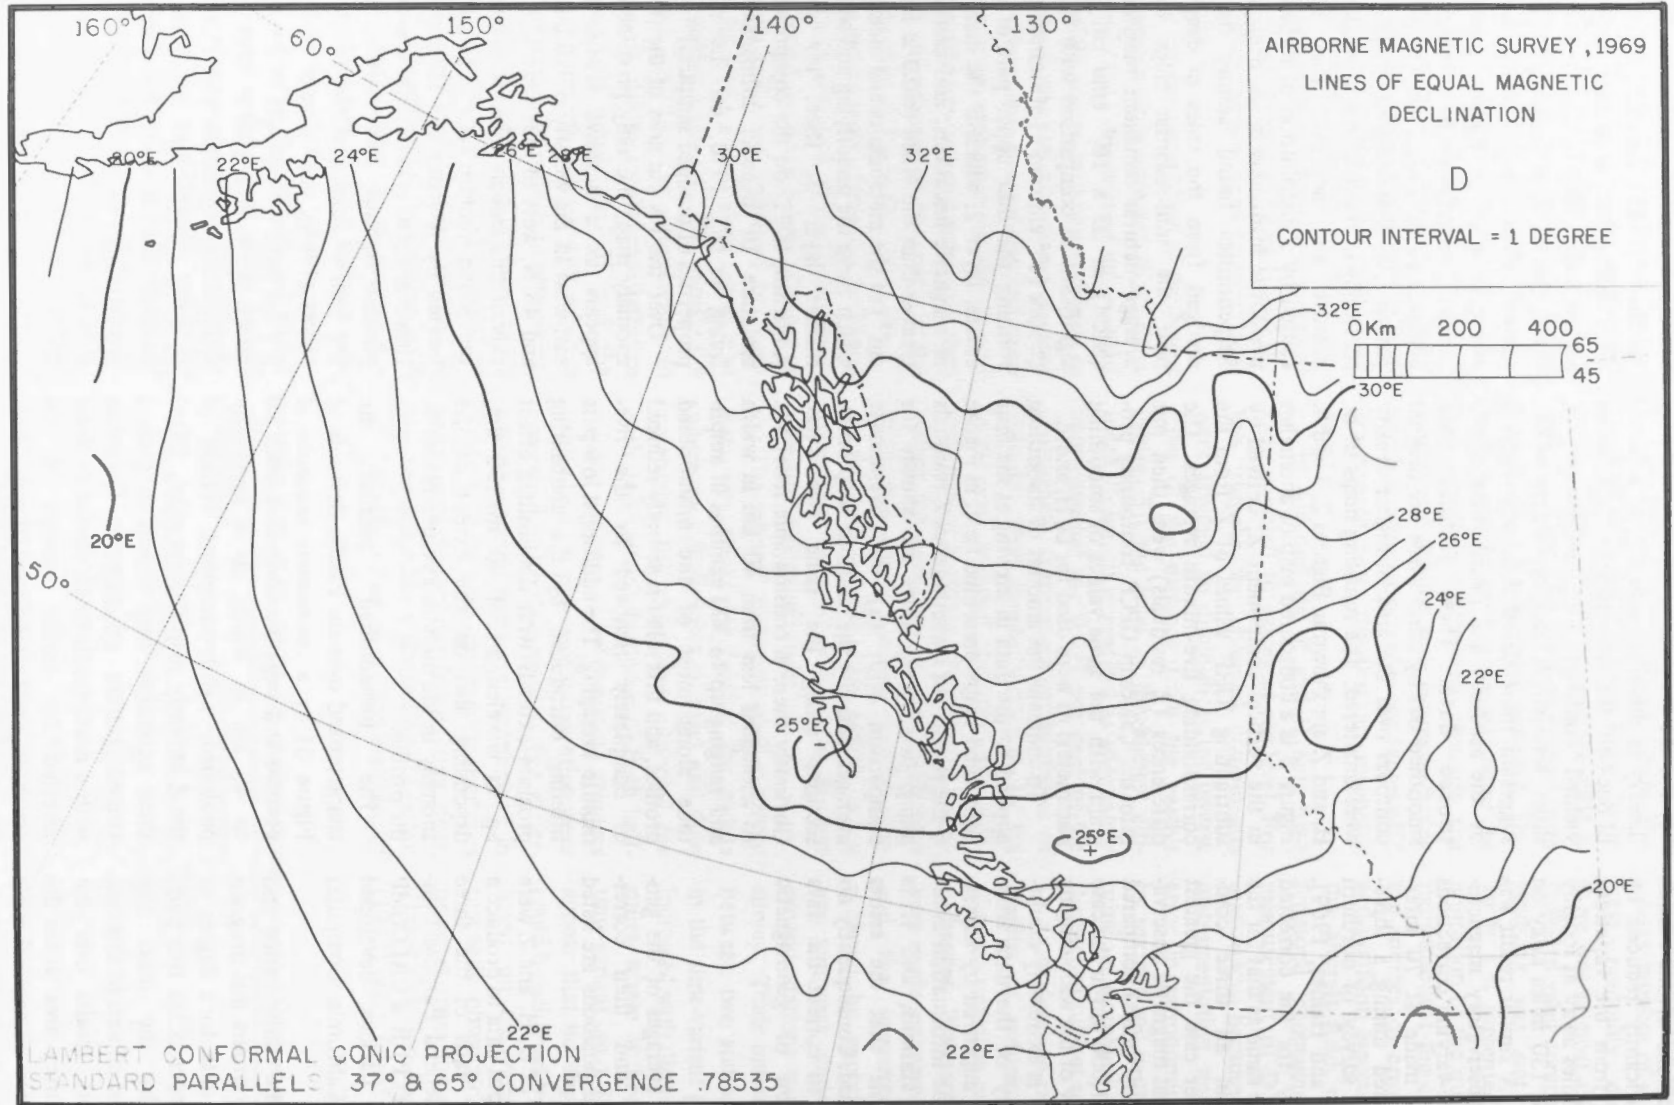 160°
60°
150°
140°
130°
AIRBORNE MAGNETIC SURVEY, 1969
LINES OF EQUAL MAGNETIC
DECLINATION
D
CONTOUR INTERVAL = 1 DEGREE
20°E
22°E
24°E
26°E
28°E
30°E
32°E
32°E
0 Km 200 400
65
45
30°E
28°E
26°E
24°E
22°E
20°E
50°
25°E
-
25°E
+
20°E
22°E
22°E
LAMBERT CONFORMAL CONIC PROJECTION
STANDARD PARALLELS 37° & 65° CONVERGENCE .78535